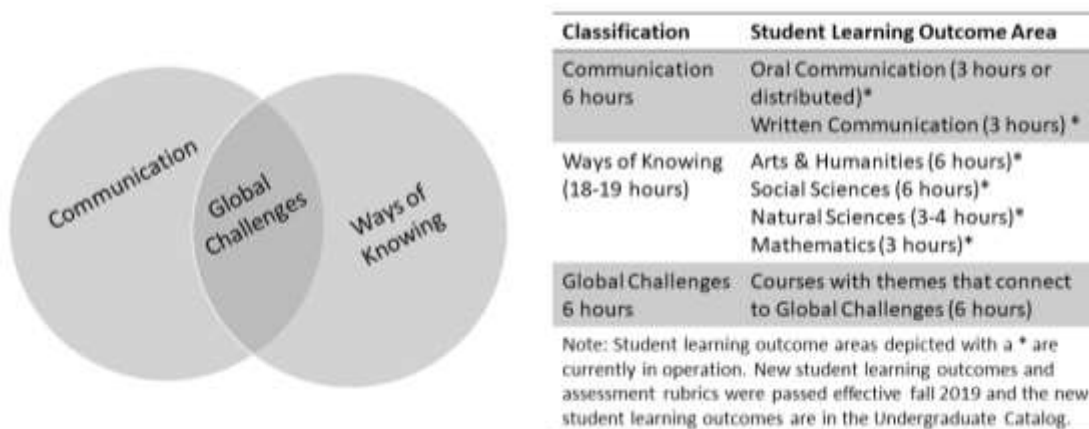 Communication
Global
Challenges
Ways of
Knowing
Classification Student Learning Outcome Area
Communication Oral Communication (3 hours or
6 hours distributed)*
Written Communication (3 hours) *
Ways of Knowing Arts & Humanities (6 hours)*
(18-19 hours) Social Sciences (6 hours)*
Natural Sciences (3-4 hours)*
Mathematics (3 hours)*
Global Challenges Courses with themes that connect
6 hours to Global Challenges (6 hours)
Note: Student learning outcome areas depicted with a * are
currently in operation. New student learning outcomes and
assessment rubrics were passed effective fall 2019 and the new
student learning outcomes are in the Undergraduate Catalog.